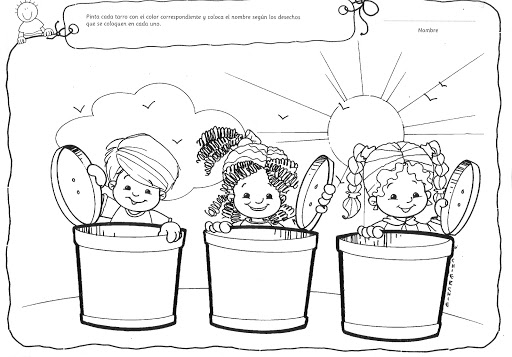 Pinta cada tarro con el color correspondiente y coloca el nombre según los desechos
que se coloquen en cada uno.
Nombre